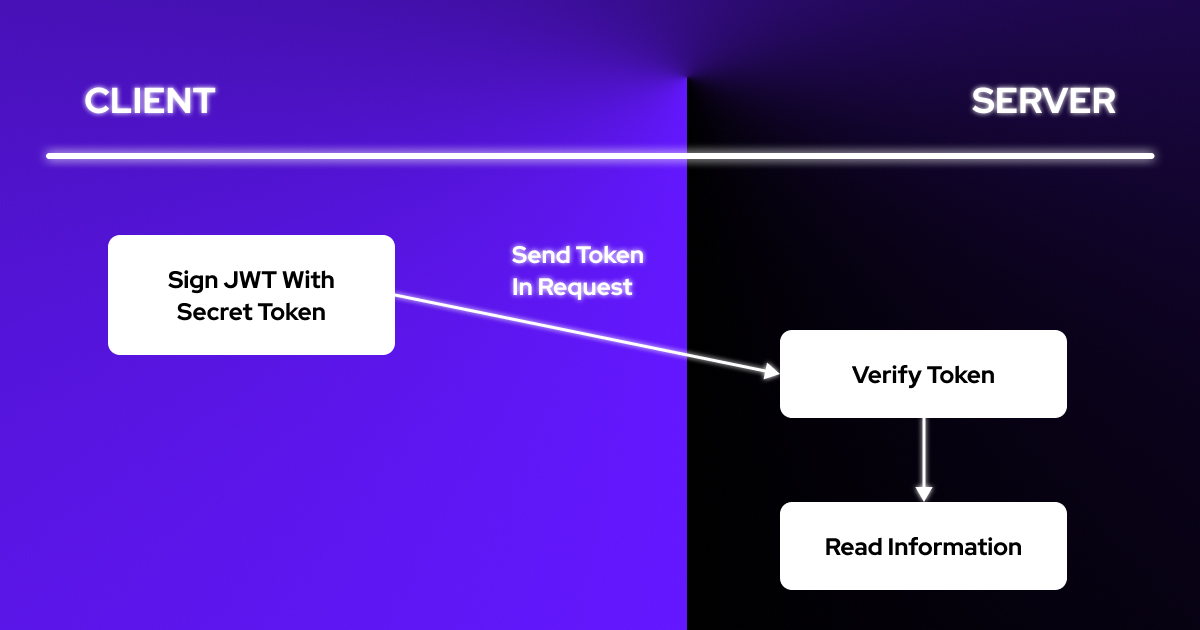 CLIENT
SERVER
Sign JWT With
Secret Token
Send Token
In Request
Verify Token
Read Information